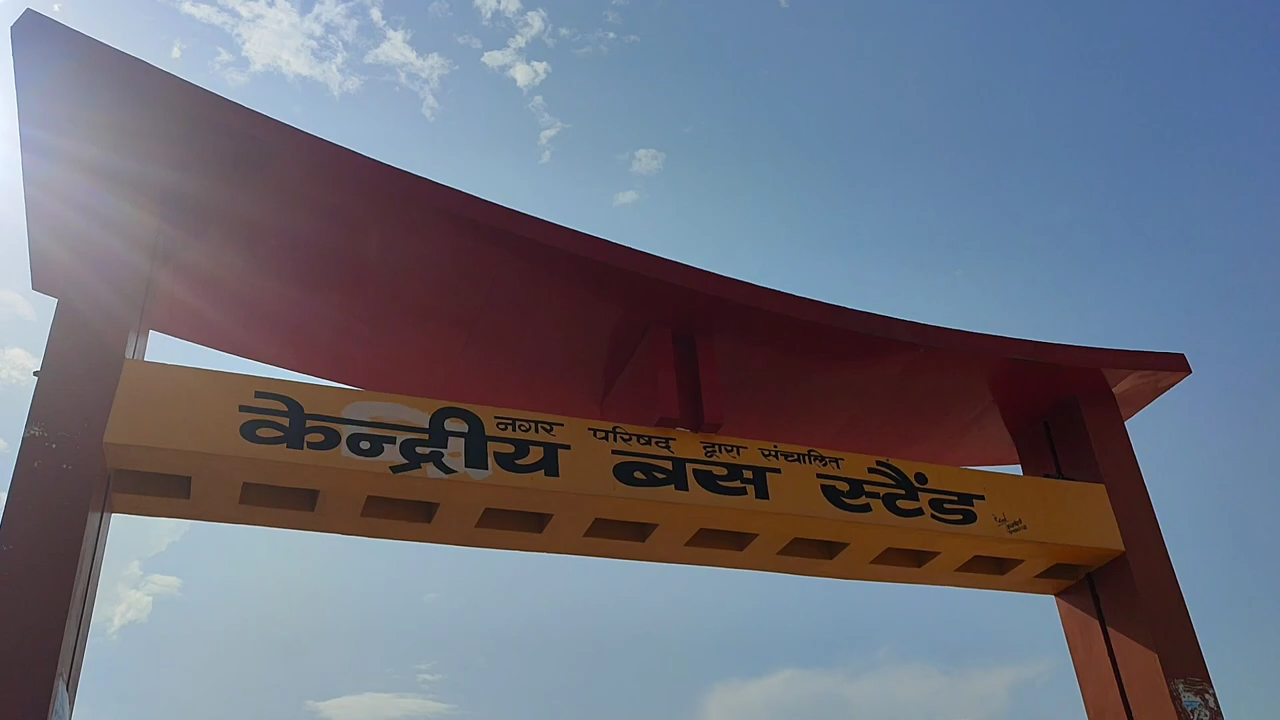 नगर परिषद द्वारा संचालित
केन्द्रीय बस स्टैंड